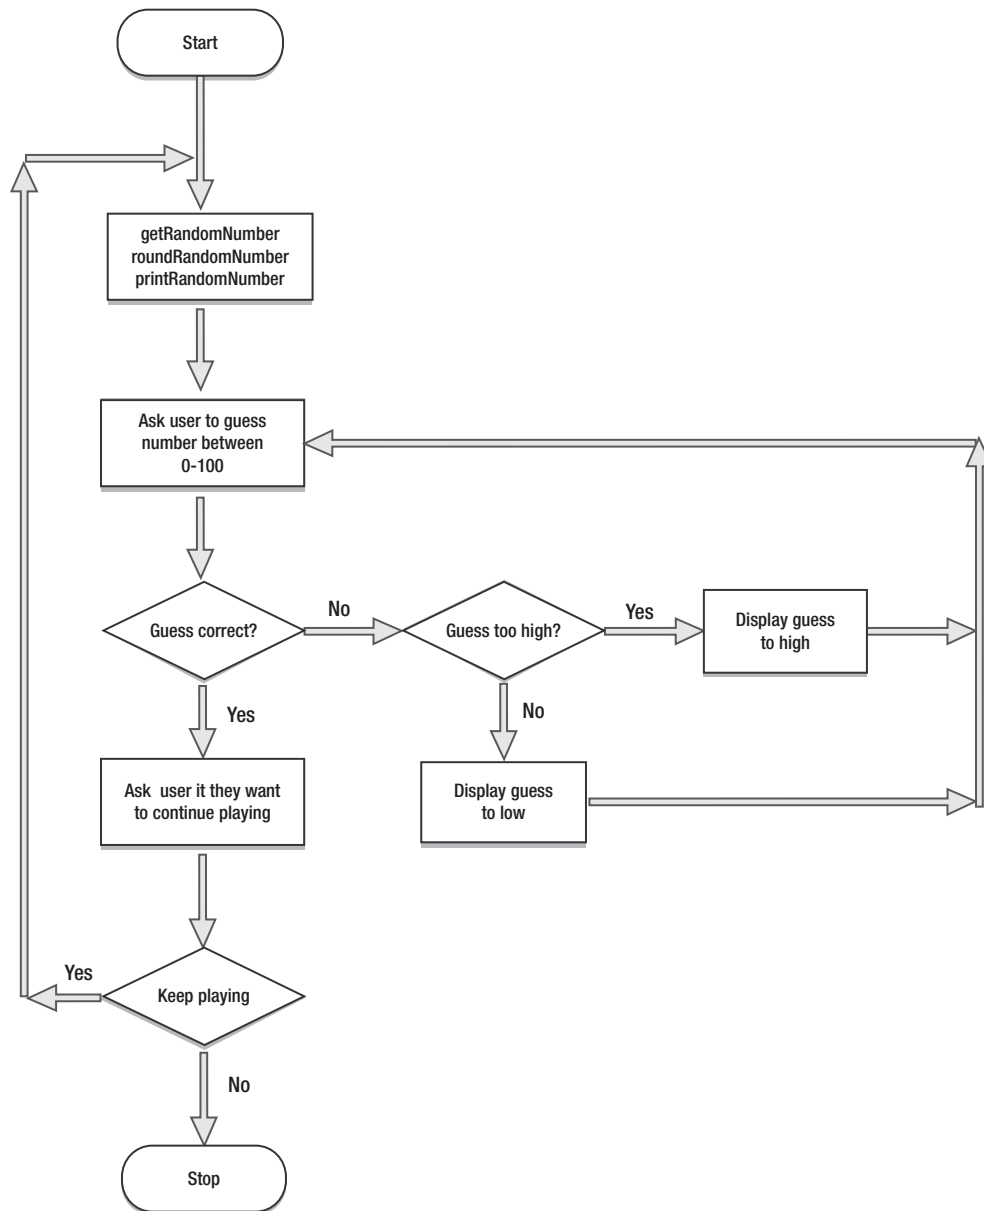 Start
getRandomNumber
roundRandomNumber
printRandomNumber
Ask user to guess
number between
0-100
Guess correct?
No
Guess too high?
Yes
Display guess
to high
Yes
No
Ask user it they want
to continue playing
Display guess
to low
Yes
Keep playing
No
Stop